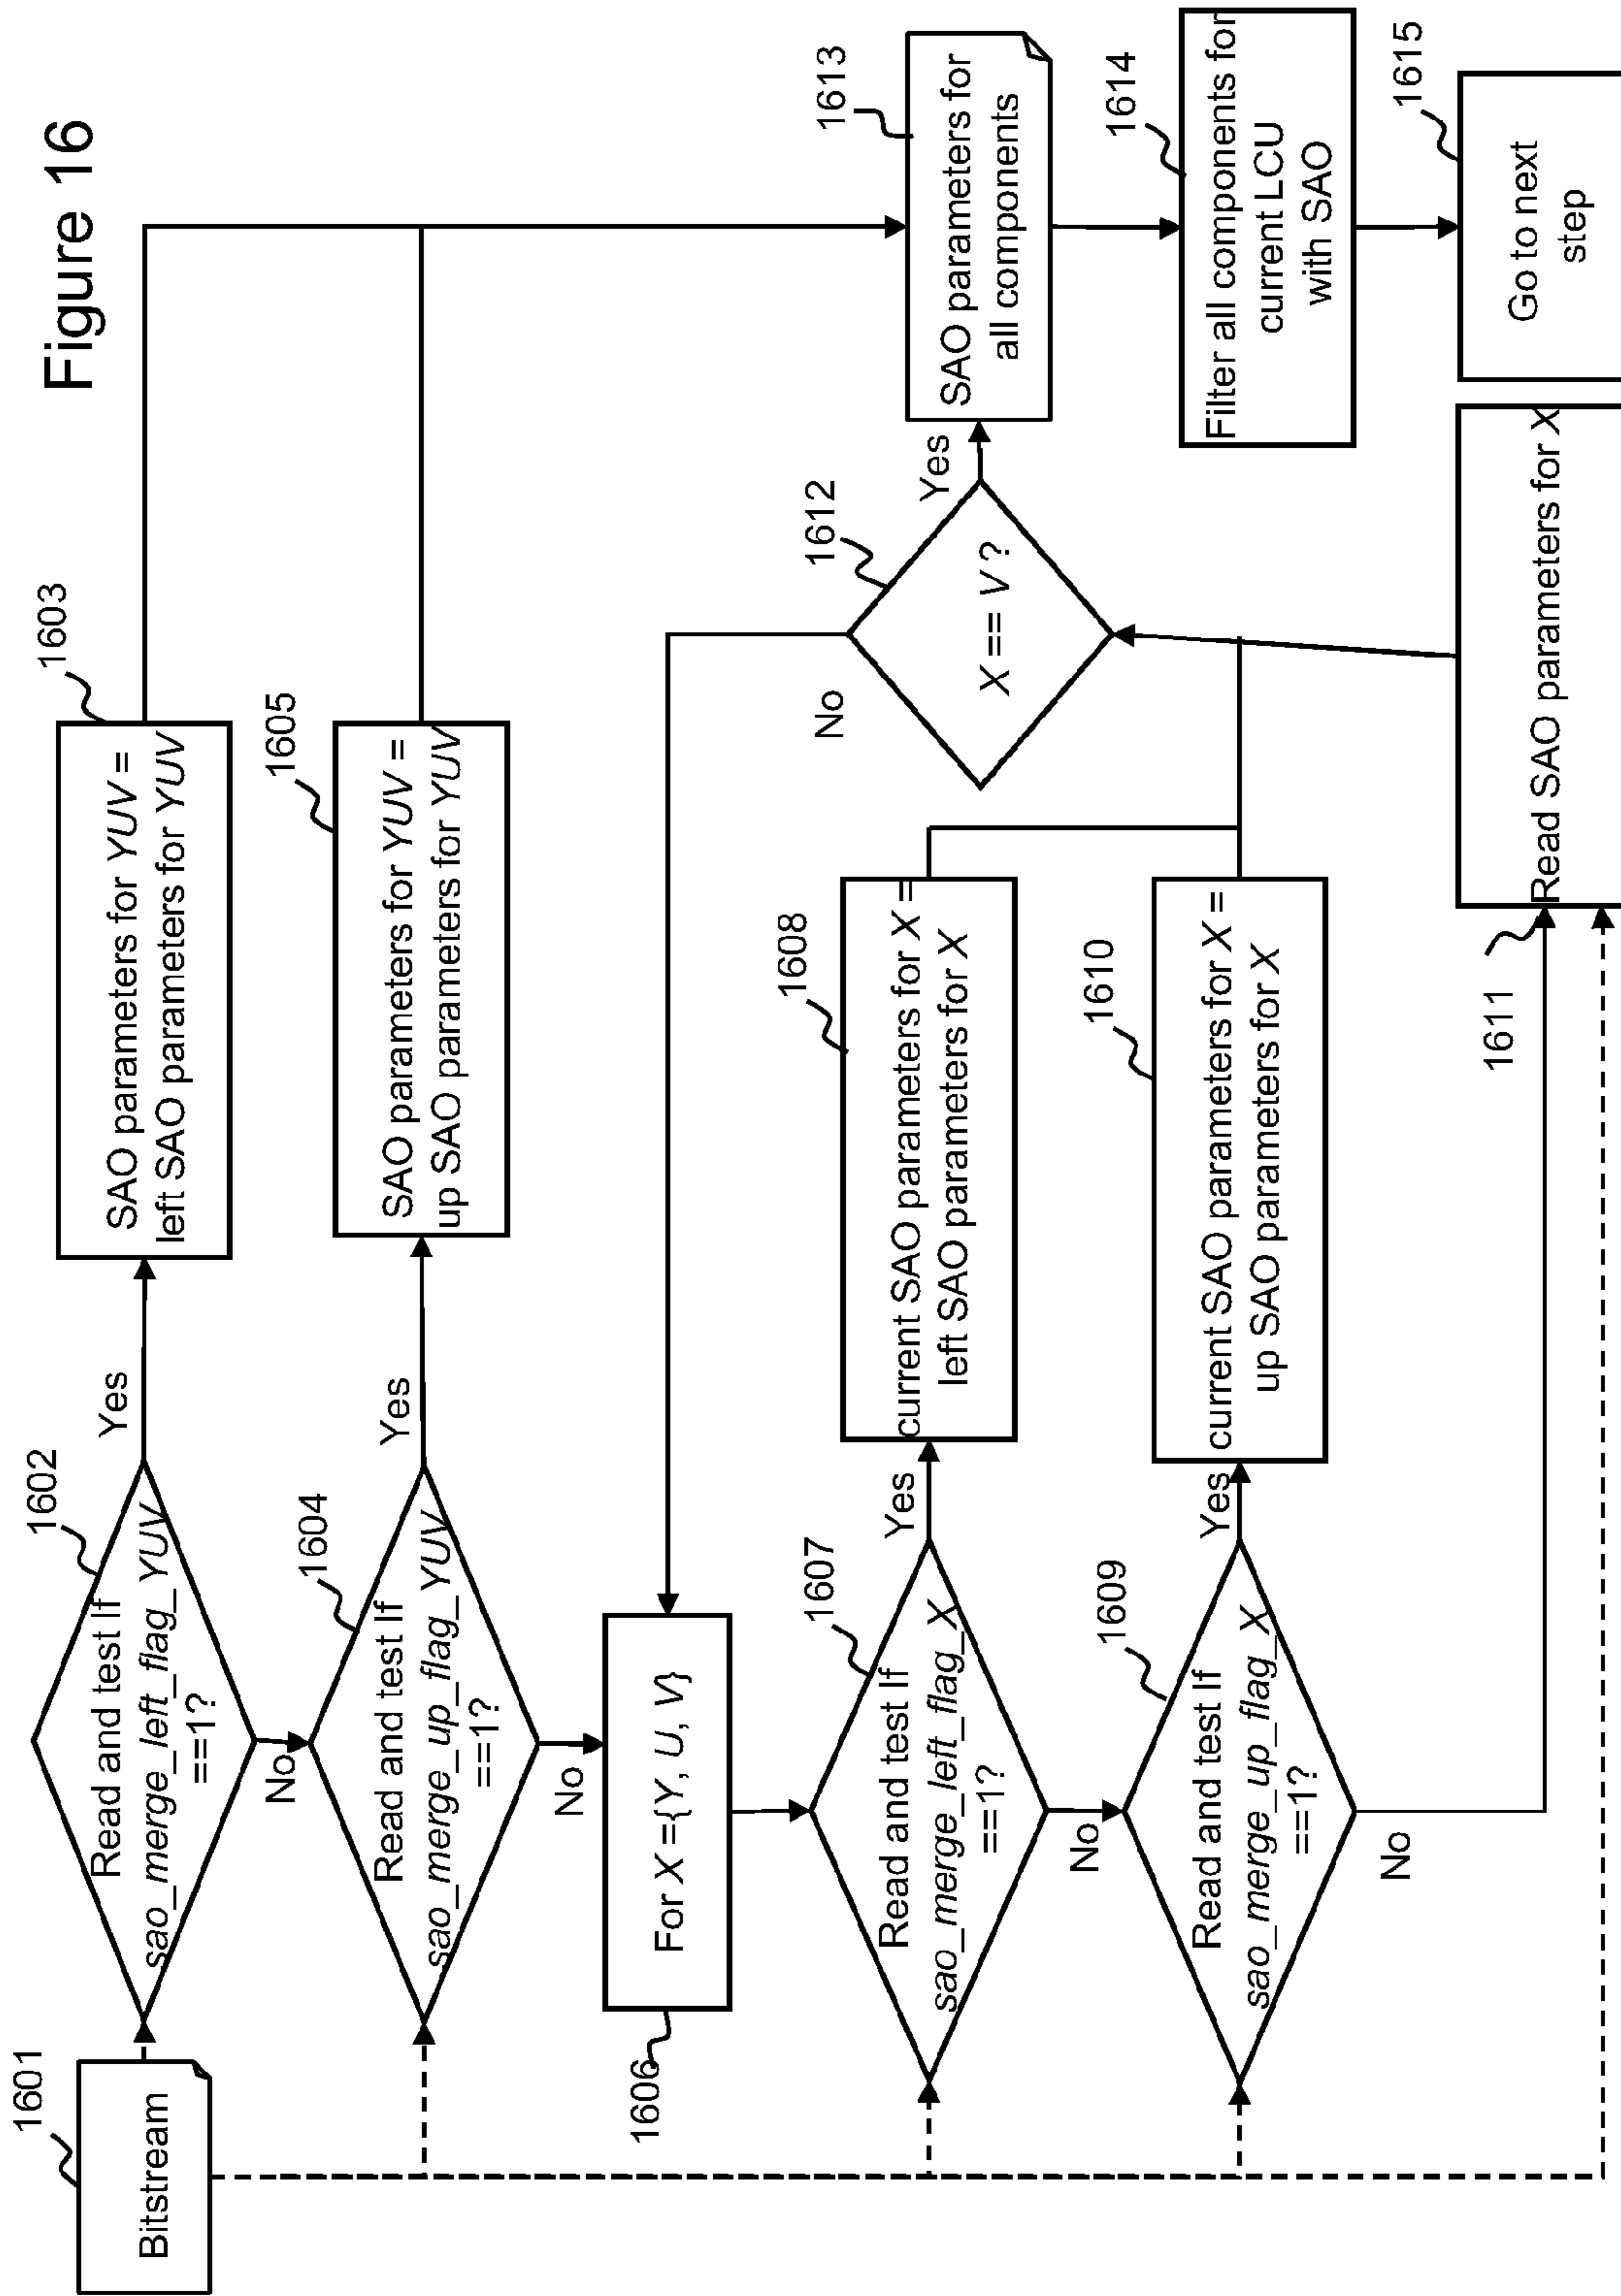 Figure 16
1601
Bitstream
1602
Read and test If
sao_merge_left_flag_YUV
==1?
Yes
No
1603
SAO parameters for YUV =
left SAO parameters for YUV
1604
Read and test If
sao_merge_up_flag_YUV
==1?
Yes
No
1605
SAO parameters for YUV =
up SAO parameters for YUV
1606
For X ={Y, U, V}
1607
Read and test If
sao_merge_left_flag_X
==1?
Yes
No
1608
current SAO parameters for X =
left SAO parameters for X
1609
Read and test If
sao_merge_up_flag_X
==1?
Yes
No
1610
current SAO parameters for X =
up SAO parameters for X
1611
Read SAO parameters for X
1612
X == V ?
No
Yes
1613
SAO parameters for
all components
1614
Filter all components for
current LCU
with SAO
1615
Go to next
step